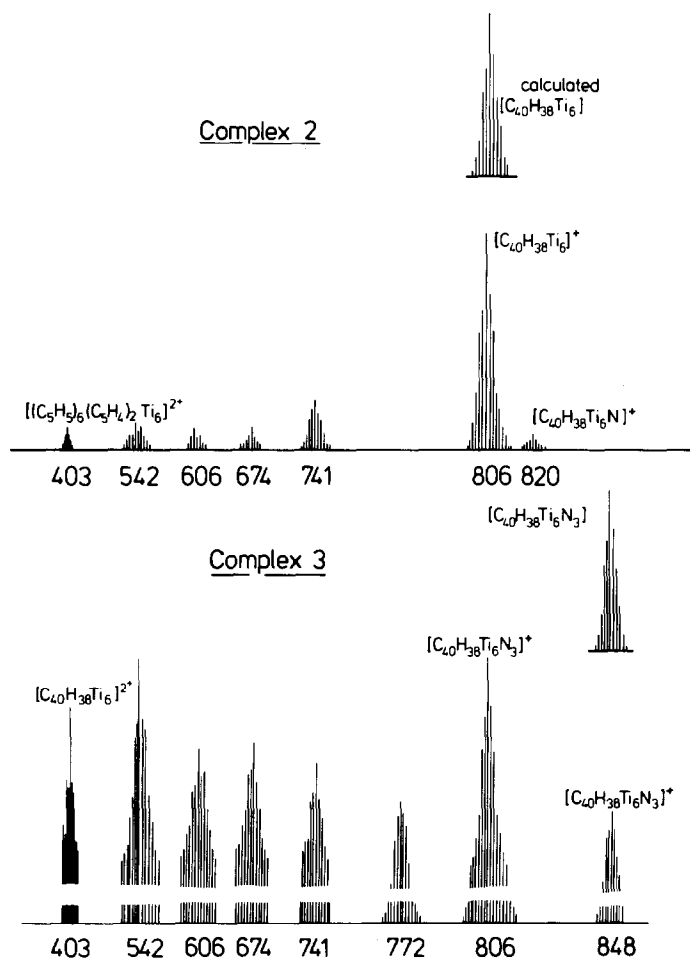 calculated
[C₄₀H₃₈Ti₆]
Complex 2
[C₄₀H₃₈Ti₆]⁺
[(C₅H₅)₆(C₅H₄)₂Ti₆]²⁺
[C₄₀H₃₈Ti₆N]⁺
403 542 606 674 741 806 820
[C₄₀H₃₈Ti₆N₃]
Complex 3
[C₄₀H₃₈Ti₆N₃]⁺
[C₄₀H₃₈Ti₆]²⁺
[C₄₀H₃₈Ti₆N₃]⁺
403 542 606 674 741 772 806 848